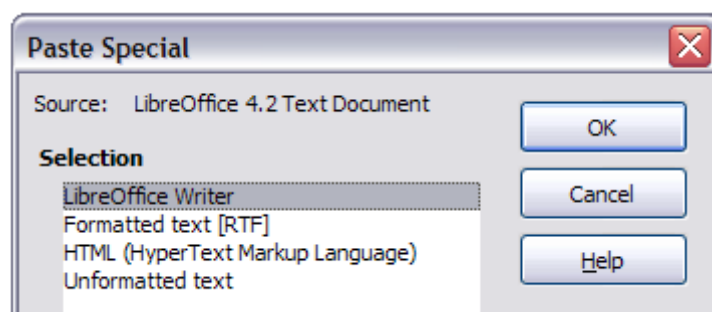 Paste Special
Source: LibreOffice 4.2 Text Document
OK
Selection
LibreOffice Writer
Cancel
Formatted text [RTF]
HTML (HyperText Markup Language)
Help
Unformatted text